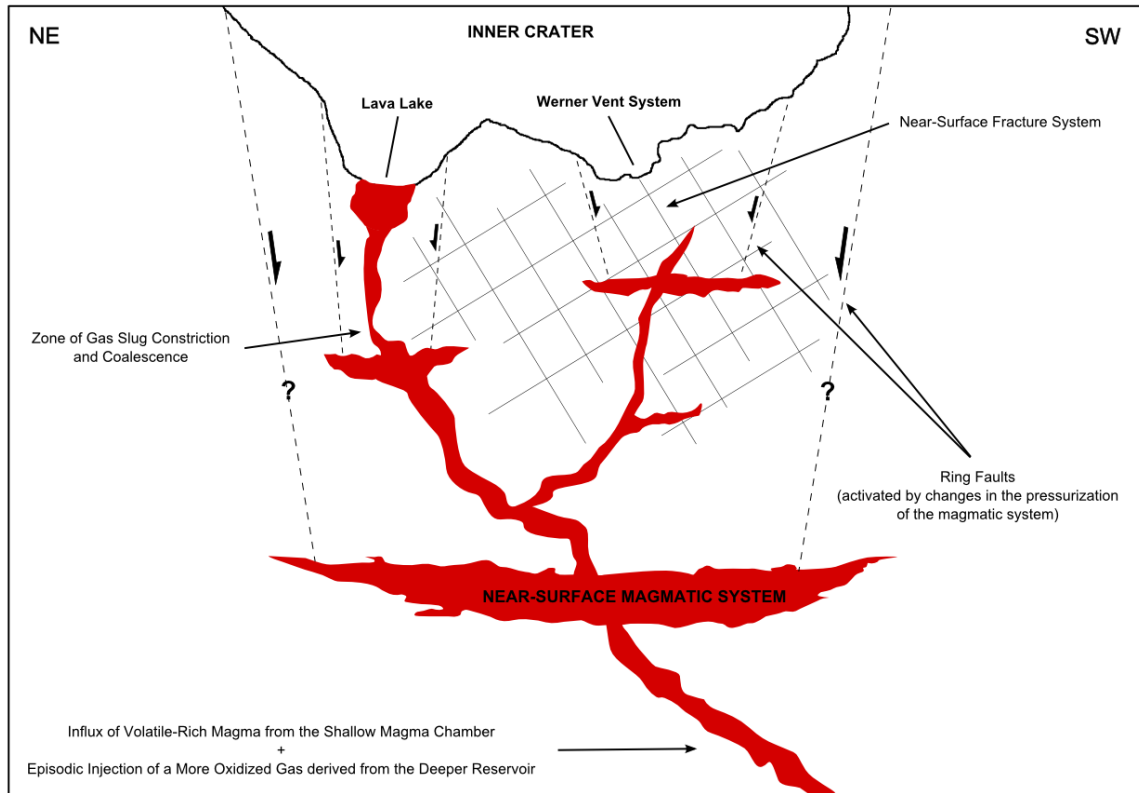 NE
INNER CRATER
SW
Lava Lake
Werner Vent System
Near-Surface Fracture System
Zone of Gas Slug Constriction
and Coalescence
?
?
Ring Faults
(activated by changes in the pressurization
of the magmatic system)
NEAR-SURFACE MAGMATIC SYSTEM
Influx of Volatile-Rich Magma from the Shallow Magma Chamber
+
Episodic Injection of a More Oxidized Gas derived from the Deeper Reservoir